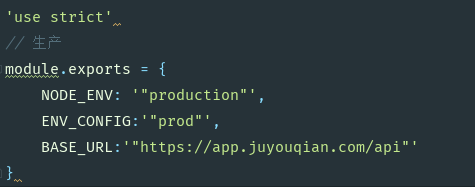 'use strict'
// 生产
module.exports = {
    NODE_ENV: '"production"',
    ENV_CONFIG:'"prod"',
    BASE_URL:'"https://app.juyouqian.com/api"'
}